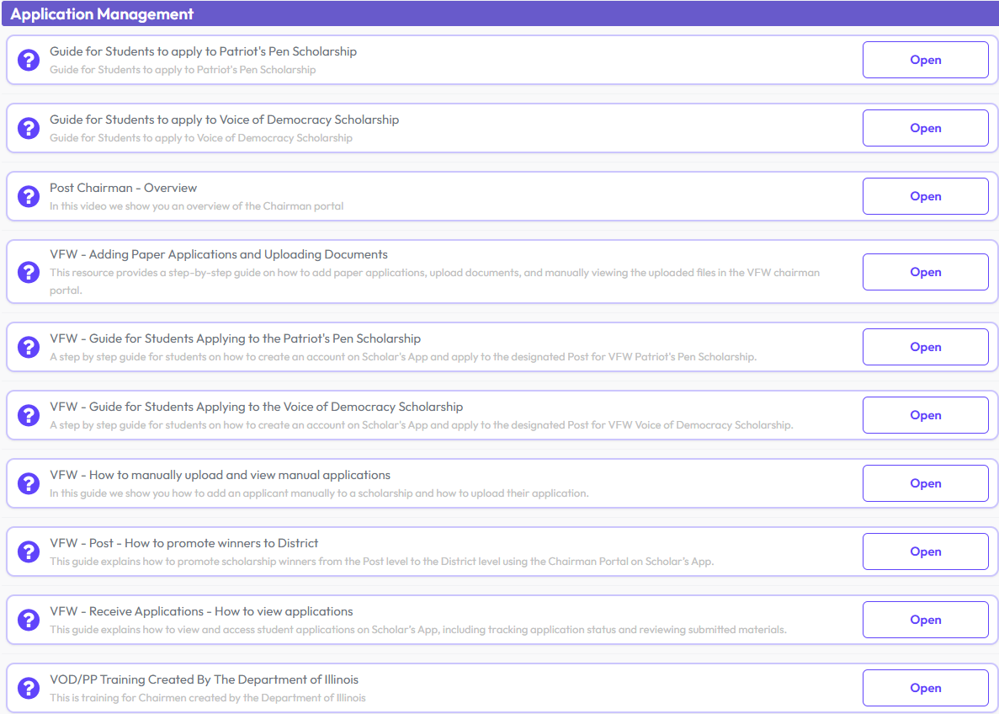 Application Management
Guide for Students to apply to Patriot's Pen Scholarship
Guide for Students to apply to Patriot's Pen Scholarship
Open
Guide for Students to apply to Voice of Democracy Scholarship
Guide for Students to apply to Voice of Democracy Scholarship
Open
Post Chairman - Overview
In this video we show you an overview of the Chairman portal
Open
VFW - Adding Paper Applications and Uploading Documents
This resource provides a step-by-step guide on how to add paper applications, upload documents, and manually viewing the uploaded files in the VFW chairman
portal.
Open
VFW - Guide for Students Applying to the Patriot's Pen Scholarship
A step by step guide for students on how to create an account on Scholar's App and apply to the designated Post for VFW Patriot's Pen Scholarship.
Open
VFW - Guide for Students Applying to the Voice of Democracy Scholarship
A step by step guide for students on how to create an account on Scholar's App and apply to the designated Post for VFW Voice of Democracy Scholarship.
Open
VFW - How to manually upload and view manual applications
In this guide we show you how to add an applicant manually to a scholarship and how to upload their application.
Open
VFW - Post - How to promote winners to District
This guide explains how to promote scholarship winners from the Post level to the District level using the Chairman Portal on Scholar's App.
Open
VFW - Receive Applications - How to view applications
This guide explains how to view and access student applications on Scholar's App, including tracking application status and reviewing submitted materials.
Open
VOD/PP Training Created By The Department of Illinois
This is training for Chairmen created by the Department of Illinois
Open